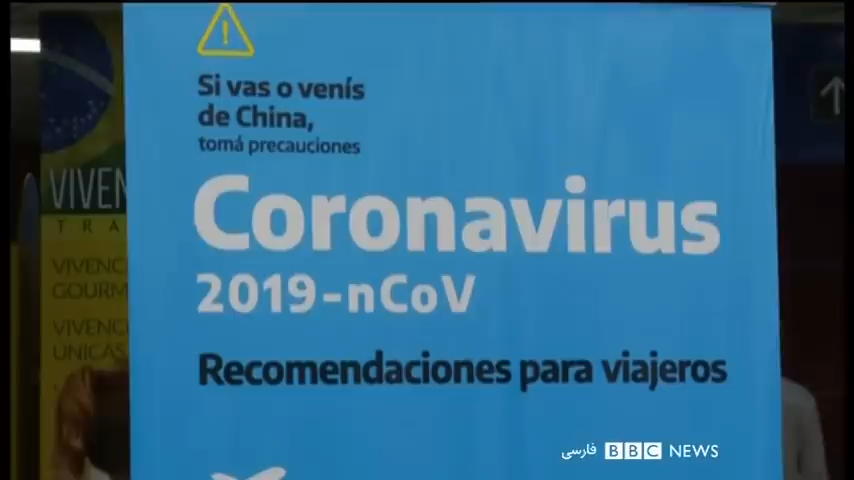 Si vas o venís
de China,
tomá precauciones
Coronavirus
2019-nCoV
Recomendaciones para viajeros
VIVEN
TRA
VIVENC
GOURM
VIVENC
UNICAS
فارسی BBC NEWS